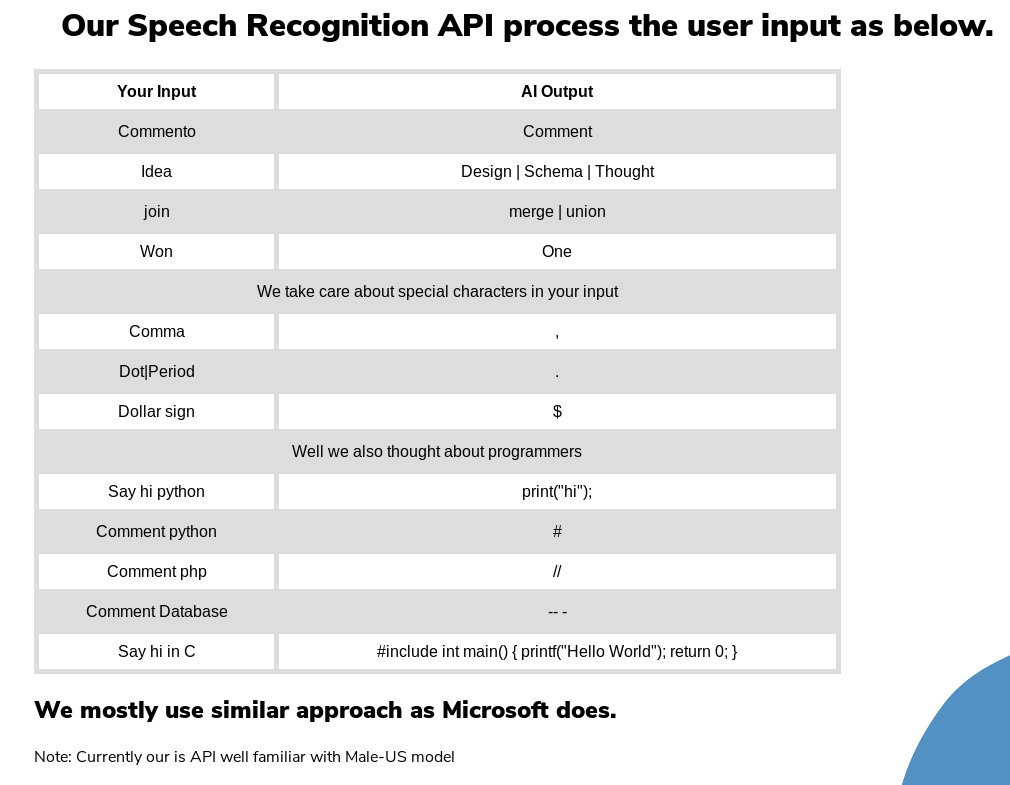 Our Speech Recognition API process the user input as below.
Your Input AI Output
Commento Comment
Idea Design | Schema | Thought
join merge | union
Won One
We take care about special characters in your input
Comma ,
Dot|Period .
Dollar sign $
Well we also thought about programmers
Say hi python print("hi");
Comment python #
Comment php //
Comment Database -- -
Say hi in C #include int main() { printf("Hello World"); return 0; }
We mostly use similar approach as Microsoft does.
Note: Currently our is API well familiar with Male-US model